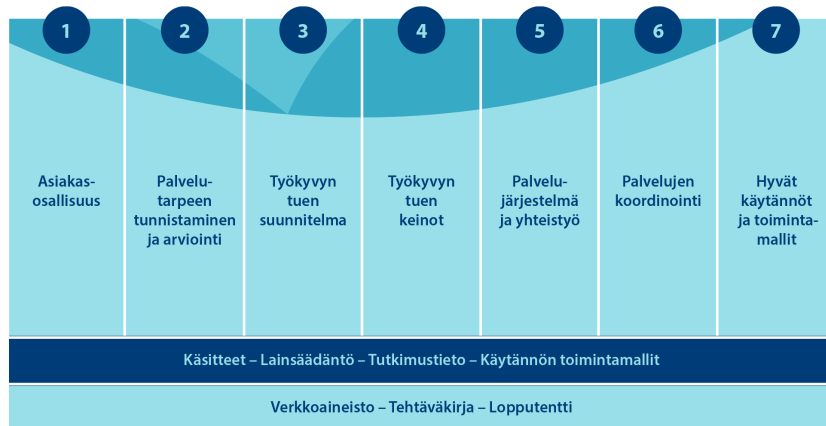 1
2
3
4
5
6
7
Asiakas-
osallisuus
Palvelu-
tarpeen
tunnistaminen
ja arviointi
Työkyvyn
tuen
suunnitelma
Työkyvyn
tuen
keinot
Palvelu-
järjestelmä
ja yhteistyö
Palvelujen
koordinointi
Hyvät
käytännöt
ja toiminta-
mallit
Käsitteet – Lainsäädäntö – Tutkimustieto – Käytännön toimintamallit
Verkkoaineisto – Tehtäväkirja – Lopputentti